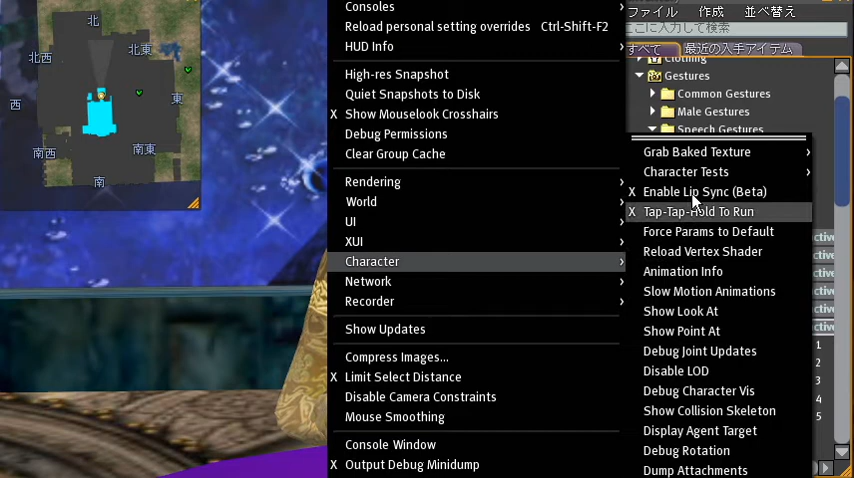 北
北西
北東
西
東
南西
南東
南
Consoles
Reload personal setting overrides Ctrl-Shift-F2
HUD Info
High-res Snapshot
Quiet Snapshots to Disk
X Show Mouselook Crosshairs
Debug Permissions
Clear Group Cache
Rendering
World
UI
XUI
Character
Network
Recorder
Show Updates
Compress Images...
X Limit Select Distance
Disable Camera Constraints
Mouse Smoothing
Console Window
X Output Debug Minidump
ファイル 作成 並べ替え
ここに入力して検索
すべて 最近の入手アイテム
Clothing
Gestures
Common Gestures
Male Gestures
Speech Gestures
Grab Baked Texture
Character Tests
X Enable Lip Sync (Beta)
X Tap-Tap-Hold To Run
Force Params to Default
Reload Vertex Shader
Animation Info
Slow Motion Animations
Show Look At
Show Point At
Debug Joint Updates
Disable LOD
Debug Character Vis
Show Collision Skeleton
Display Agent Target
Debug Rotation
Dump Attachments
1
2
3
4
5